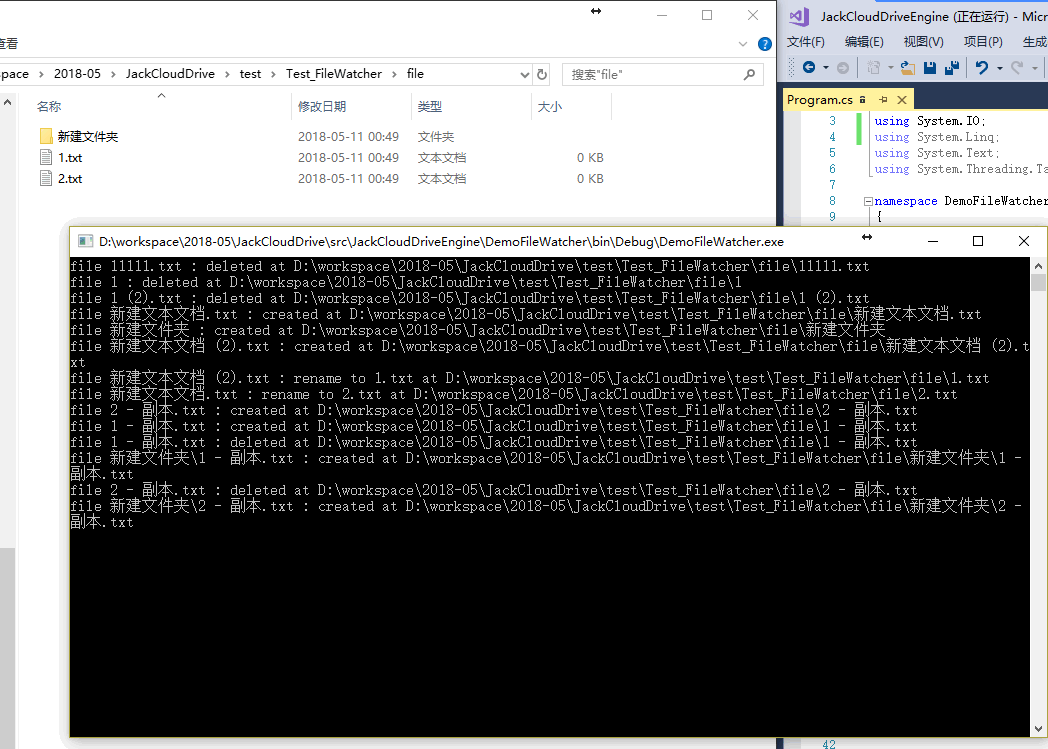 查看
JackCloudDriveEngine (正在运行) - Micr
文件(F) 编辑(E) 视图(V) 项目(P) 生成
space › 2018-05 › JackCloudDrive › test › Test_FileWatcher › file
搜索"file"
名称 修改日期 类型 大小
新建文件夹 2018-05-11 00:49 文件夹
1.txt 2018-05-11 00:49 文本文档 0 KB
2.txt 2018-05-11 00:49 文本文档 0 KB
Program.cs
3 using System.IO;
4 using System.Linq;
5 using System.Text;
6 using System.Threading.Ta
7
8 namespace DemoFileWatcher
9 {
D:\workspace\2018-05\JackCloudDrive\src\JackCloudDriveEngine\DemoFileWatcher\bin\Debug\DemoFileWatcher.exe
file 11111.txt : deleted at D:\workspace\2018-05\JackCloudDrive\test\Test_FileWatcher\file\11111.txt
file 1 : deleted at D:\workspace\2018-05\JackCloudDrive\test\Test_FileWatcher\file\1
file 1 (2).txt : deleted at D:\workspace\2018-05\JackCloudDrive\test\Test_FileWatcher\file\1 (2).txt
file 新建文本文档.txt : created at D:\workspace\2018-05\JackCloudDrive\test\Test_FileWatcher\file\新建文本文档.txt
file 新建文件夹 : created at D:\workspace\2018-05\JackCloudDrive\test\Test_FileWatcher\file\新建文件夹
file 新建文本文档 (2).txt : created at D:\workspace\2018-05\JackCloudDrive\test\Test_FileWatcher\file\新建文本文档 (2).t
xt
file 新建文本文档 (2).txt : rename to 1.txt at D:\workspace\2018-05\JackCloudDrive\test\Test_FileWatcher\file\1.txt
file 新建文本文档.txt : rename to 2.txt at D:\workspace\2018-05\JackCloudDrive\test\Test_FileWatcher\file\2.txt
file 2 - 副本.txt : created at D:\workspace\2018-05\JackCloudDrive\test\Test_FileWatcher\file\2 - 副本.txt
file 1 - 副本.txt : created at D:\workspace\2018-05\JackCloudDrive\test\Test_FileWatcher\file\1 - 副本.txt
file 1 - 副本.txt : deleted at D:\workspace\2018-05\JackCloudDrive\test\Test_FileWatcher\file\1 - 副本.txt
file 新建文件夹\1 - 副本.txt : created at D:\workspace\2018-05\JackCloudDrive\test\Test_FileWatcher\file\新建文件夹\1 -
副本.txt
file 2 - 副本.txt : deleted at D:\workspace\2018-05\JackCloudDrive\test\Test_FileWatcher\file\2 - 副本.txt
file 新建文件夹\2 - 副本.txt : created at D:\workspace\2018-05\JackCloudDrive\test\Test_FileWatcher\file\新建文件夹\2 -
副本.txt
42